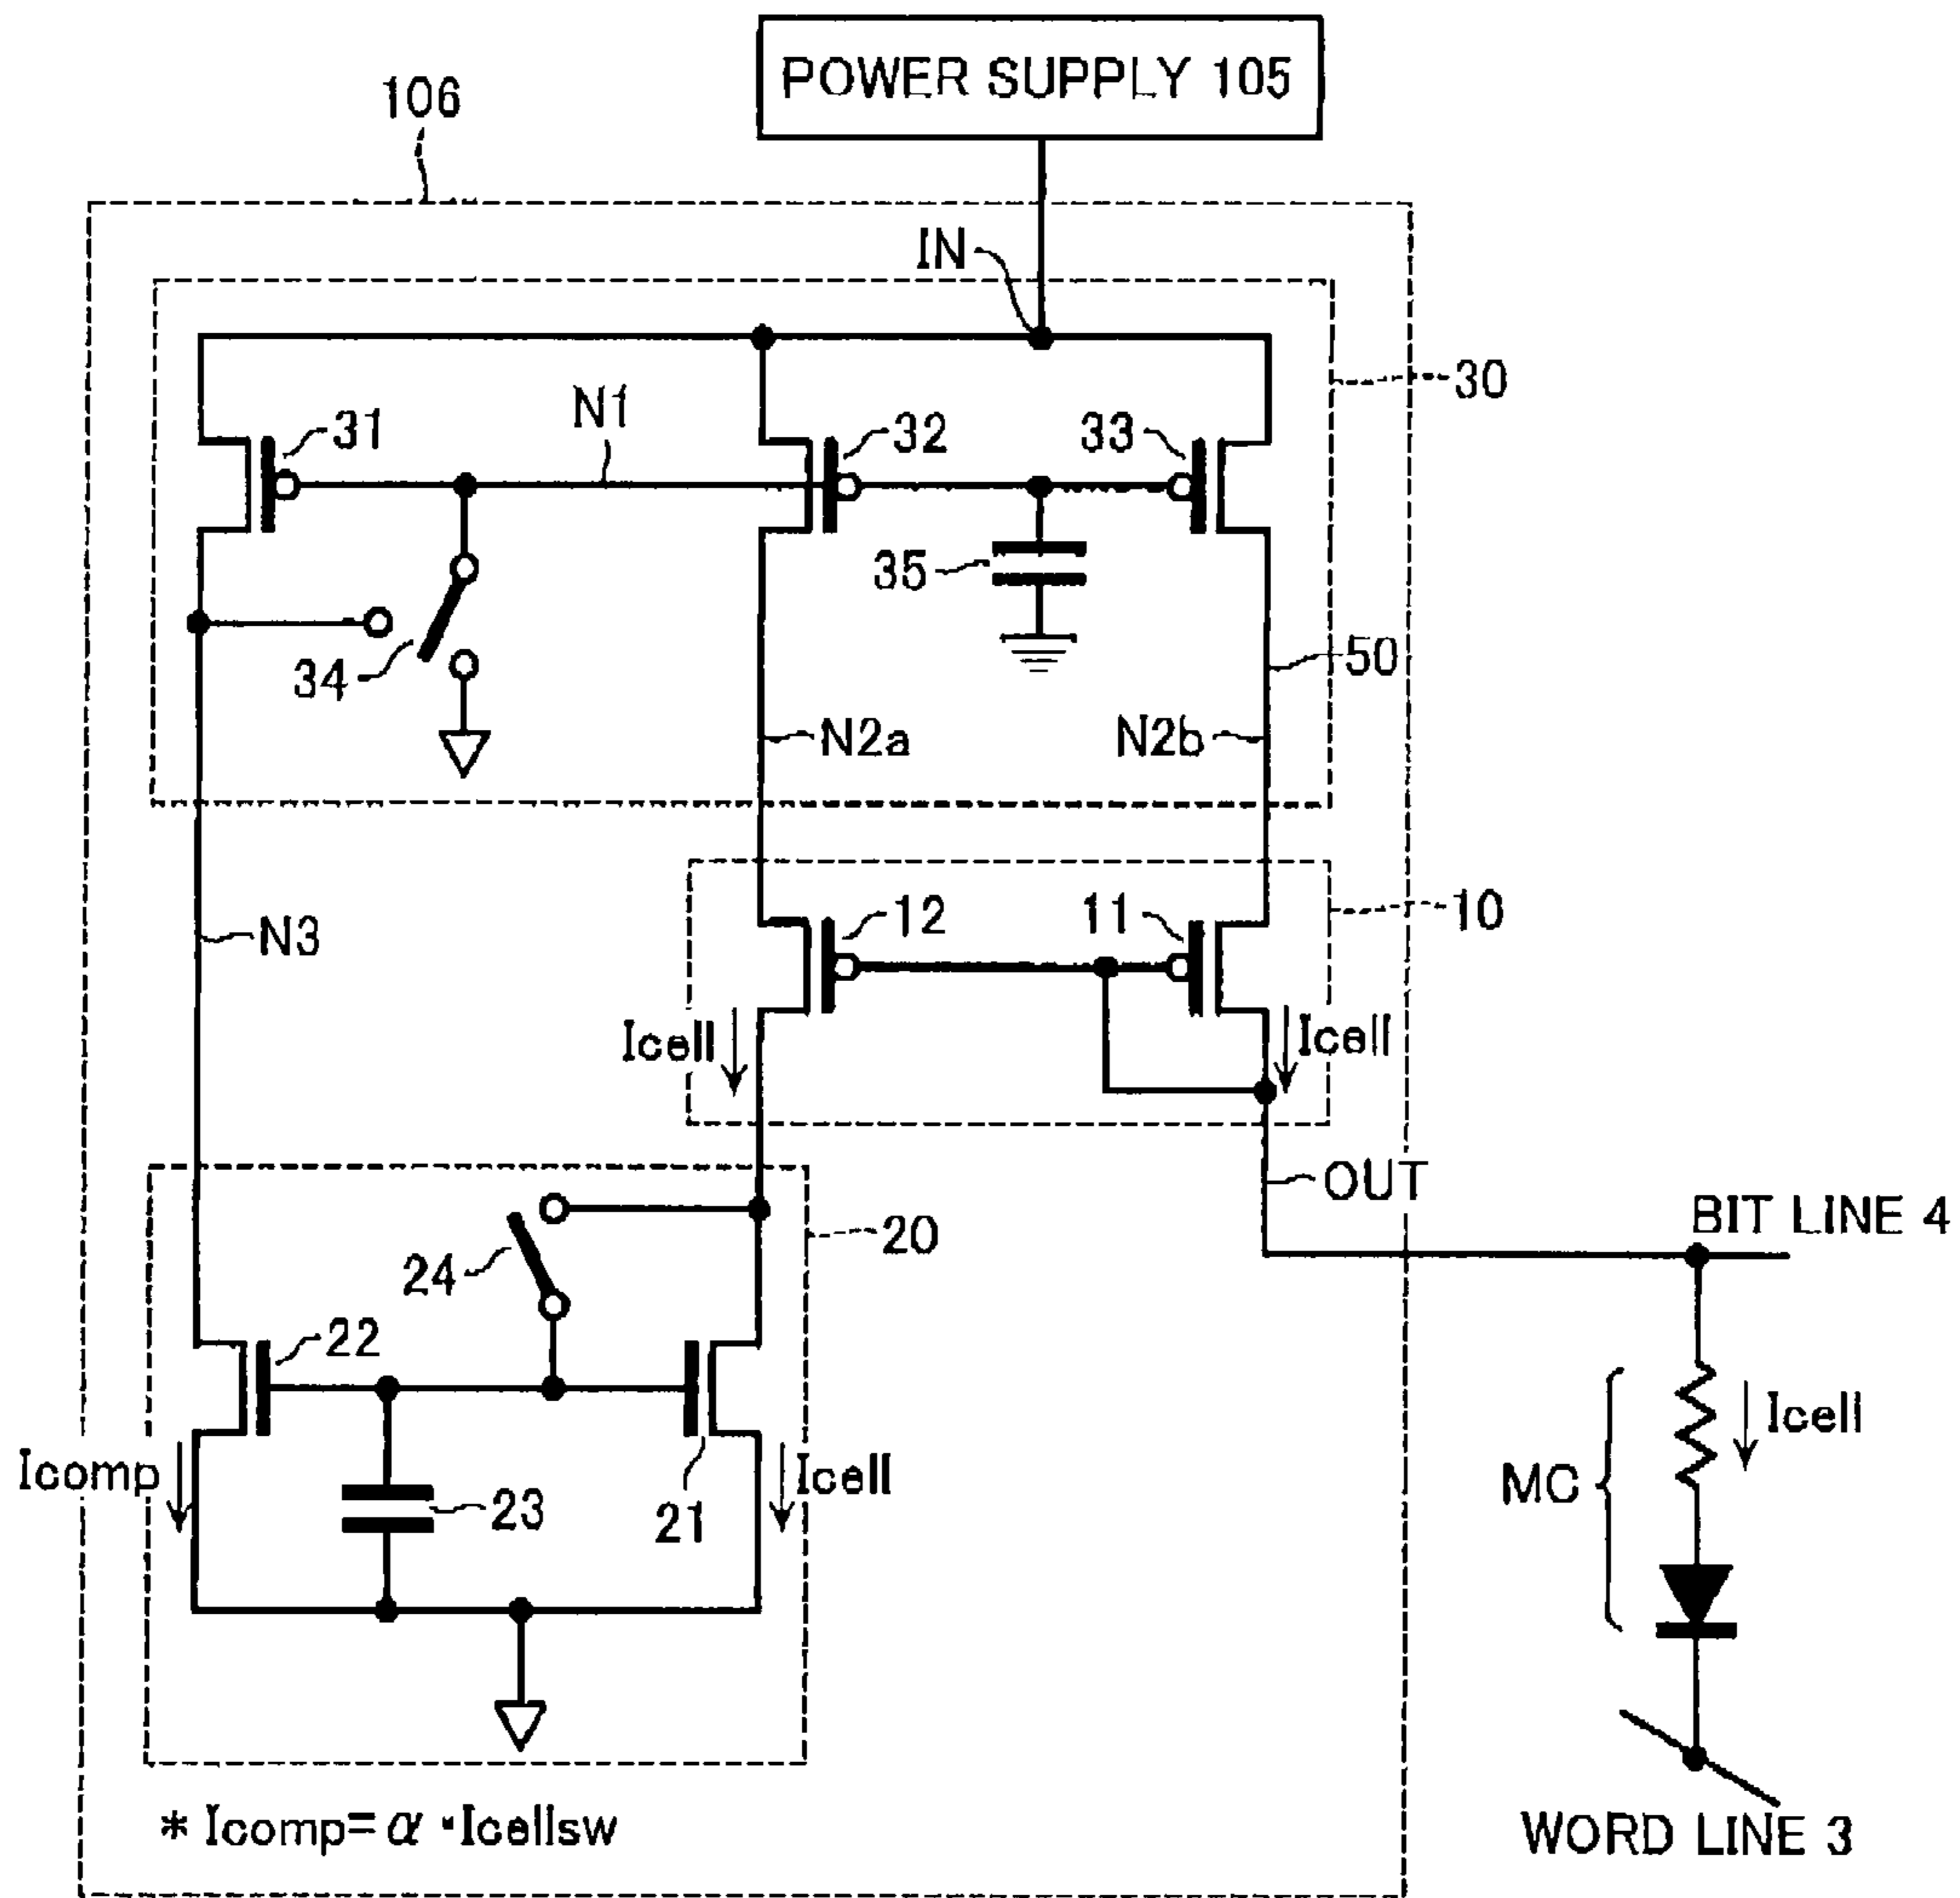 POWER SUPPLY 105
106
IN
30
31
N1
32
33
35
34
50
N2a
N2b
12
11
10
N3
Icell
Icell
OUT
BIT LINE 4
20
24
22
Icell
Icomp
Icell
MC
23
21
* Icomp=α・Icellsw
WORD LINE 3